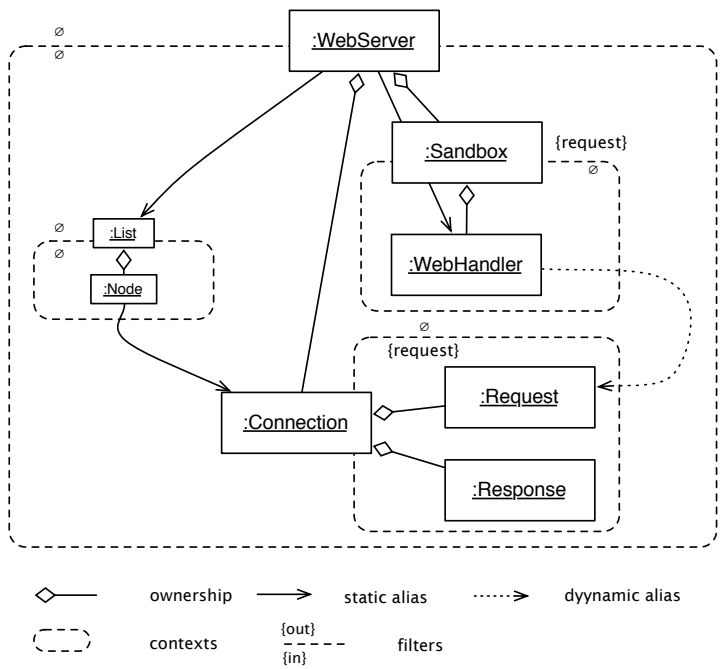 ∅
:WebServer
∅
:Sandbox
{request}
∅
∅
:List
∅
:WebHandler
:Node
∅
{request}
:Request
:Connection
:Response
ownership
static alias
dyynamic alias
contexts
{out}
{in}
filters